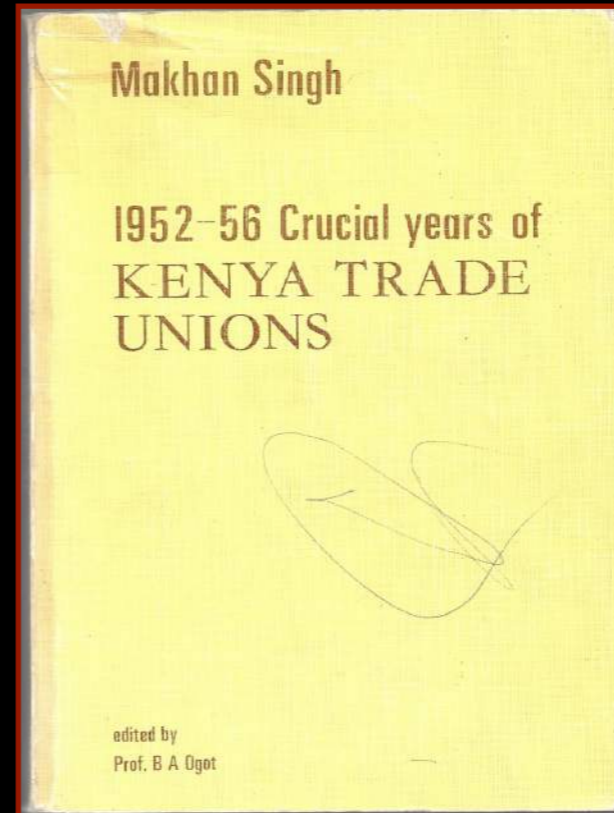 Makhan Singh
1952-56 Crucial years of
KENYA TRADE
UNIONS
edited by
Prof. B A Ogot